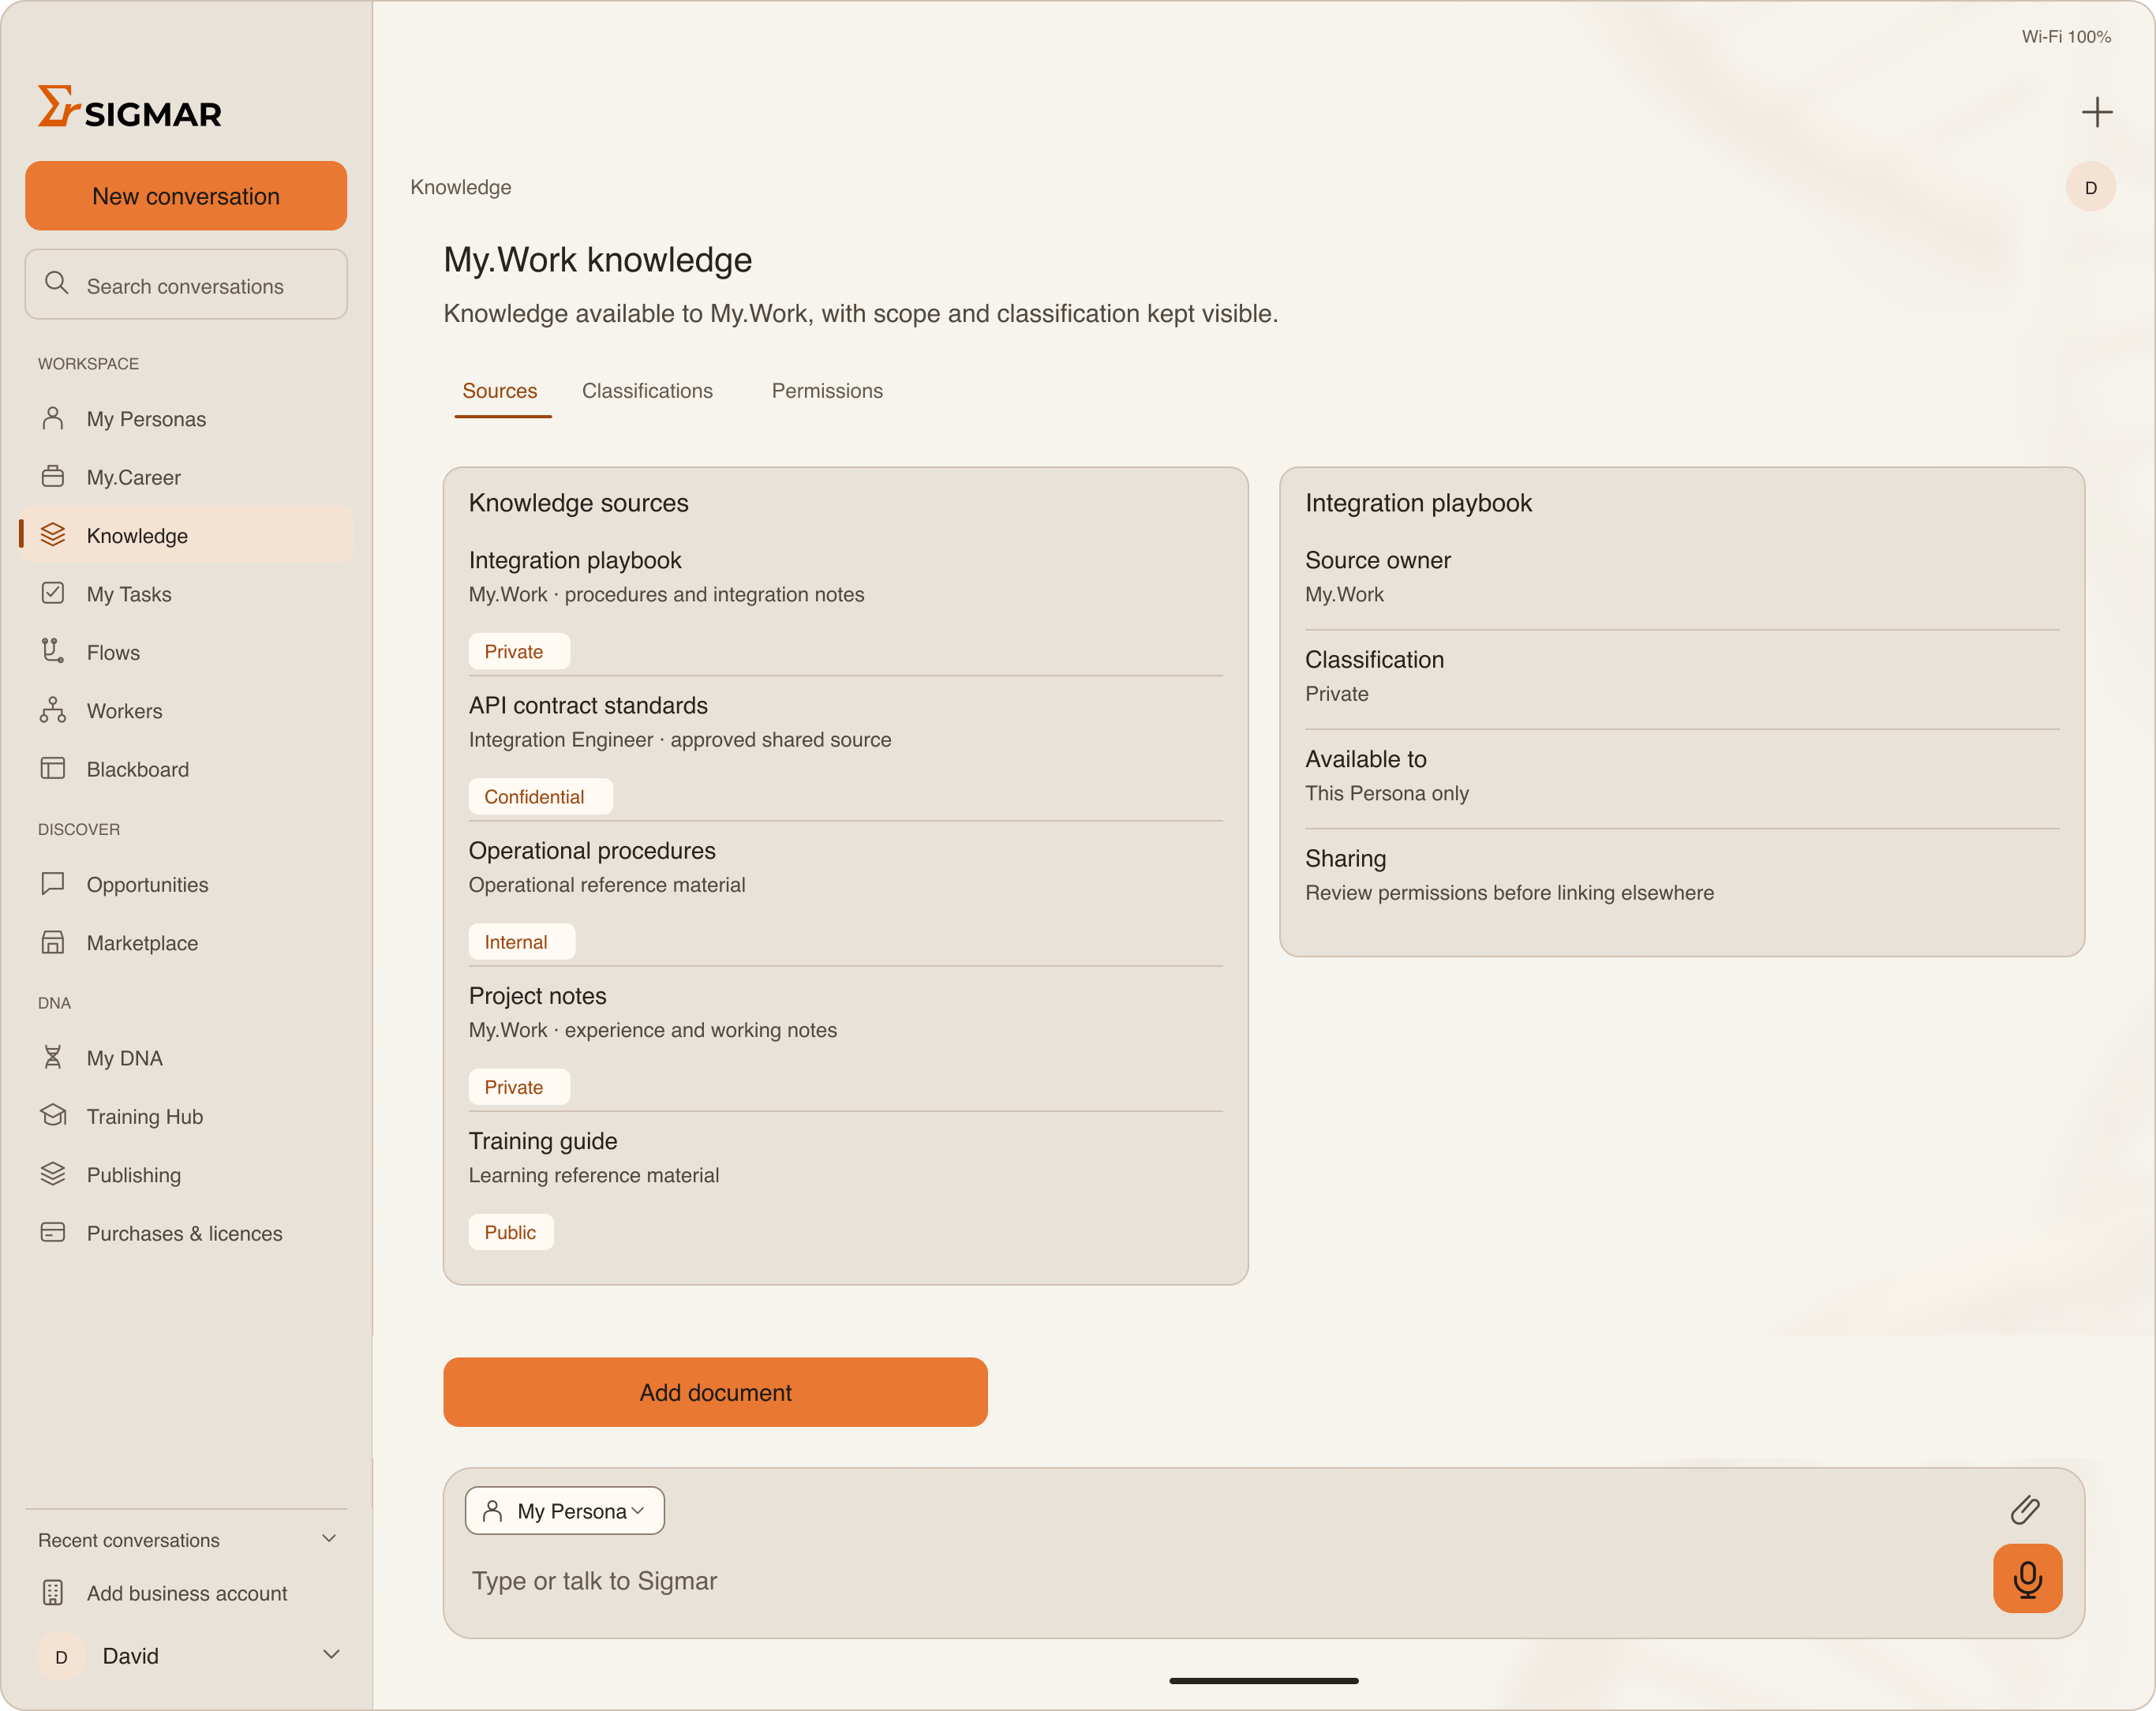 Wi-Fi 100%
Σr SIGMAR
New conversation
Search conversations
WORKSPACE
My Personas
My.Career
Knowledge
My Tasks
Flows
Workers
Blackboard
DISCOVER
Opportunities
Marketplace
DNA
My DNA
Training Hub
Publishing
Purchases & licences
Recent conversations
Add business account
D
David
Knowledge
D
My.Work knowledge
Knowledge available to My.Work, with scope and classification kept visible.
Sources
Classifications
Permissions
Knowledge sources
Integration playbook
My.Work · procedures and integration notes
Private
API contract standards
Integration Engineer · approved shared source
Confidential
Operational procedures
Operational reference material
Internal
Project notes
My.Work · experience and working notes
Private
Training guide
Learning reference material
Public
Integration playbook
Source owner
My.Work
Classification
Private
Available to
This Persona only
Sharing
Review permissions before linking elsewhere
Add document
My Persona
Type or talk to Sigmar